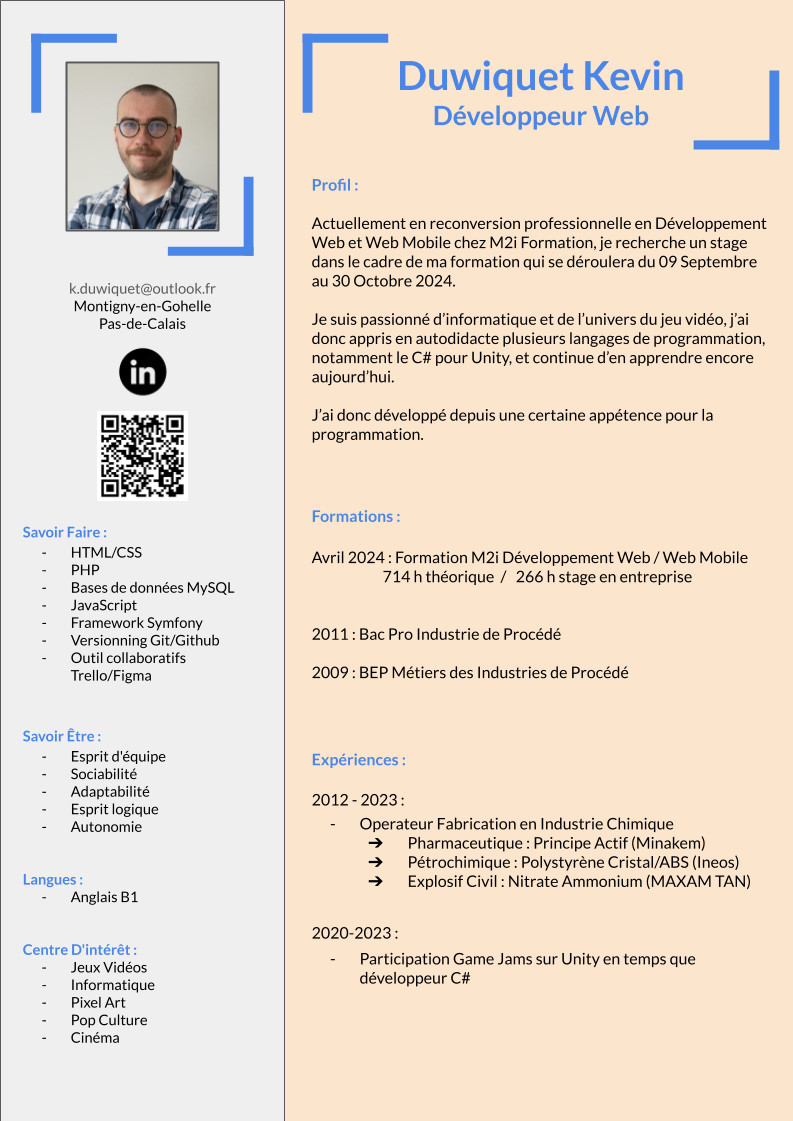 Duwiquet Kevin
Développeur Web
k.duwiquet@outlook.fr
Montigny-en-Gohelle
Pas-de-Calais
in
Savoir Faire :
- HTML/CSS
- PHP
- Bases de données MySQL
- JavaScript
- Framework Symfony
- Versionning Git/Github
- Outil collaboratifs
Trello/Figma
Savoir Être :
- Esprit d'équipe
- Sociabilité
- Adaptabilité
- Esprit logique
- Autonomie
Langues :
- Anglais B1
Centre D'intérêt :
- Jeux Vidéos
- Informatique
- Pixel Art
- Pop Culture
- Cinéma
Profil :
Actuellement en reconversion professionnelle en Développement
Web et Web Mobile chez M2i Formation, je recherche un stage
dans le cadre de ma formation qui se déroulera du 09 Septembre
au 30 Octobre 2024.
Je suis passionné d’informatique et de l’univers du jeu vidéo, j’ai
donc appris en autodidacte plusieurs langages de programmation,
notamment le C# pour Unity, et continue d’en apprendre encore
aujourd’hui.
J’ai donc développé depuis une certaine appétence pour la
programmation.
Formations :
Avril 2024 : Formation M2i Développement Web / Web Mobile
714 h théorique / 266 h stage en entreprise
2011 : Bac Pro Industrie de Procédé
2009 : BEP Métiers des Industries de Procédé
Expériences :
2012 - 2023 :
- Operateur Fabrication en Industrie Chimique
➔ Pharmaceutique : Principe Actif (Minakem)
➔ Pétrochimique : Polystyrène Cristal/ABS (Ineos)
➔ Explosif Civil : Nitrate Ammonium (MAXAM TAN)
2020-2023 :
- Participation Game Jams sur Unity en temps que
développeur C#